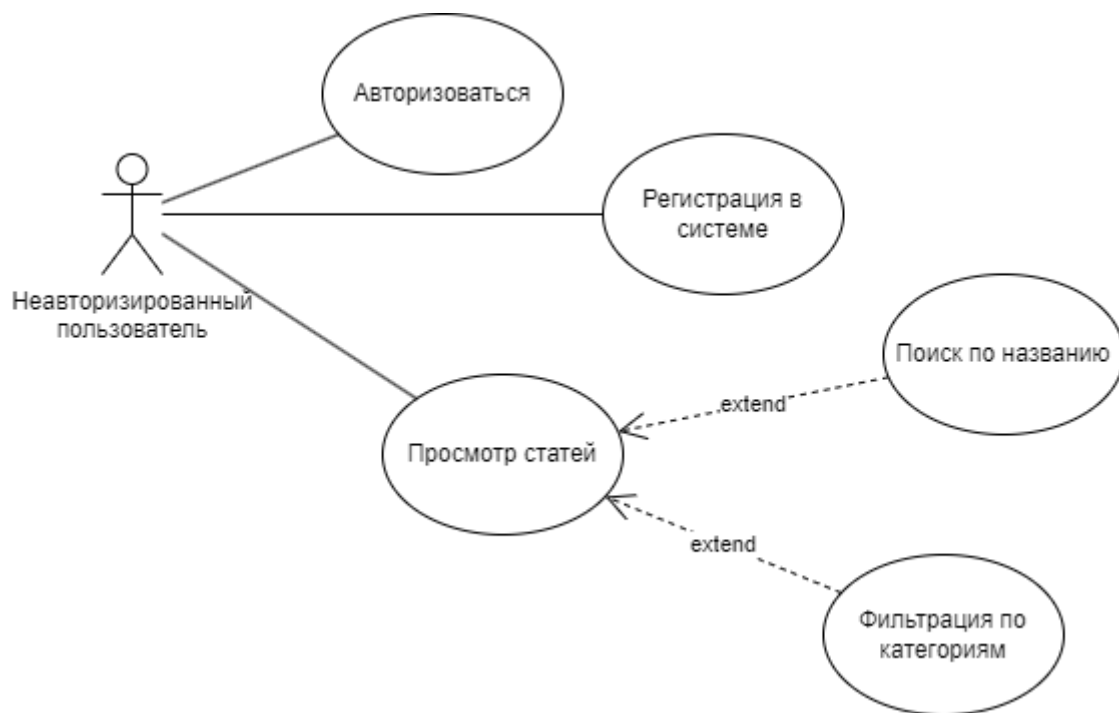 Авторизоваться
Регистрация в
системе
Неавторизированный
пользователь
Поиск по названию
extend
Просмотр статей
extend
Фильтрация по
категориям